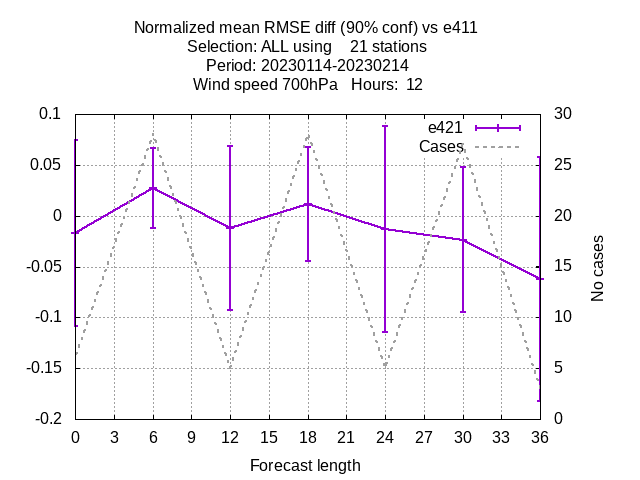 Normalized mean RMSE diff (90% conf) vs e411
Selection: ALL using    21 stations
Period: 20230114-20230214
Wind speed 700hPa   Hours:  12
e421
Cases
0.1
0.05
0
-0.05
-0.1
-0.15
-0.2
30
25
20
15
10
5
0
No cases
0 3 6 9 12 15 18 21 24 27 30 33 36
Forecast length